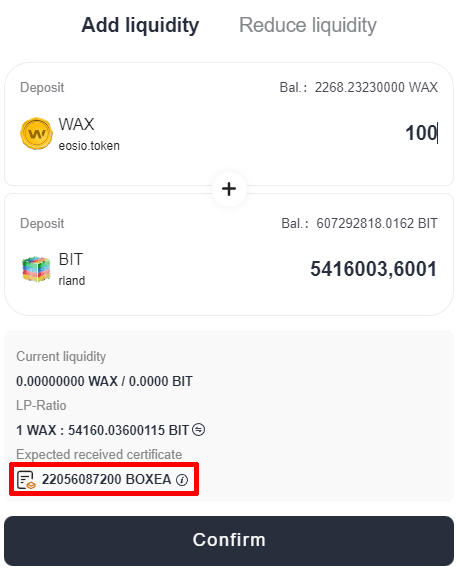 Add liquidity Reduce liquidity
Deposit Bal.: 2268.23230000 WAX
WAX 100
eosio.token
+
Deposit Bal.: 607292818.0162 BIT
BIT 5416003,6001
rland
Current liquidity
0.00000000 WAX / 0.0000 BIT
LP-Ratio
1 WAX : 54160.03600115 BIT
Expected received certificate
22056087200 BOXEA
Confirm